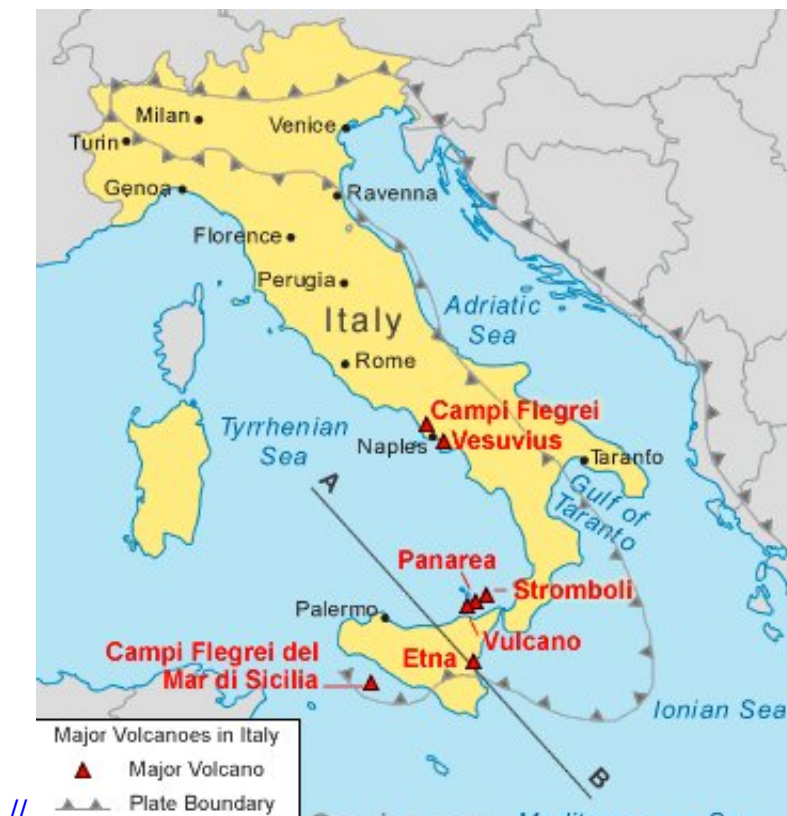 Milan
Venice
Turin
Genoa
Ravenna
Florence
Perugia
Adriatic
Sea
Italy
Rome
Campi Flegrei
Tyrrhenian
Sea
Naples
Vesuvius
Taranto
A
Gulf of
Taranto
Panarea
Stromboli
Palermo
Vulcano
Campi Flegrei del
Mar di Sicilia
Etna
Ionian Sea
B
Major Volcanoes in Italy
Major Volcano
Plate Boundary
//